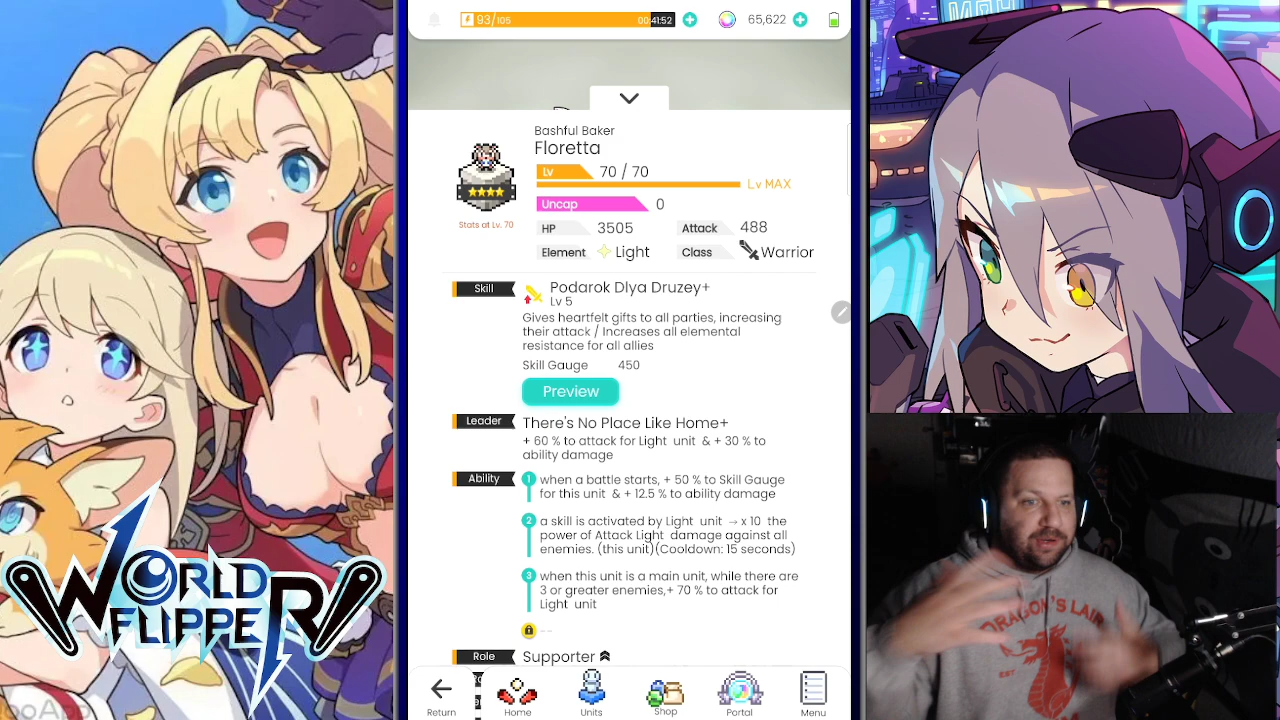 93/105
00:41:52
65,622
Bashful Baker
Floretta
Lv 70 / 70
Lv MAX
Uncap 0
Stats at Lv. 70
HP 3505 Attack 488
Element Light Class Warrior
Skill Podarok Dlya Druzey+
Lv 5
Gives heartfelt gifts to all parties, increasing
their attack / Increases all elemental
resistance for all allies
Skill Gauge 450
Preview
Leader There's No Place Like Home+
+ 60 % to attack for Light unit & + 30 % to
ability damage
Ability 1 when a battle starts, + 50 % to Skill Gauge
for this unit & + 12.5 % to ability damage
2 a skill is activated by Light unit → x 10 the
power of Attack Light damage against all
enemies. (this unit)(Cooldown: 15 seconds)
3 when this unit is a main unit, while there are
3 or greater enemies,+ 70 % to attack for
Light unit
--
Role Supporter
Return Home Units Shop Portal Menu
WORLD
FLIPPER
DRAGON'S LAIR
EST